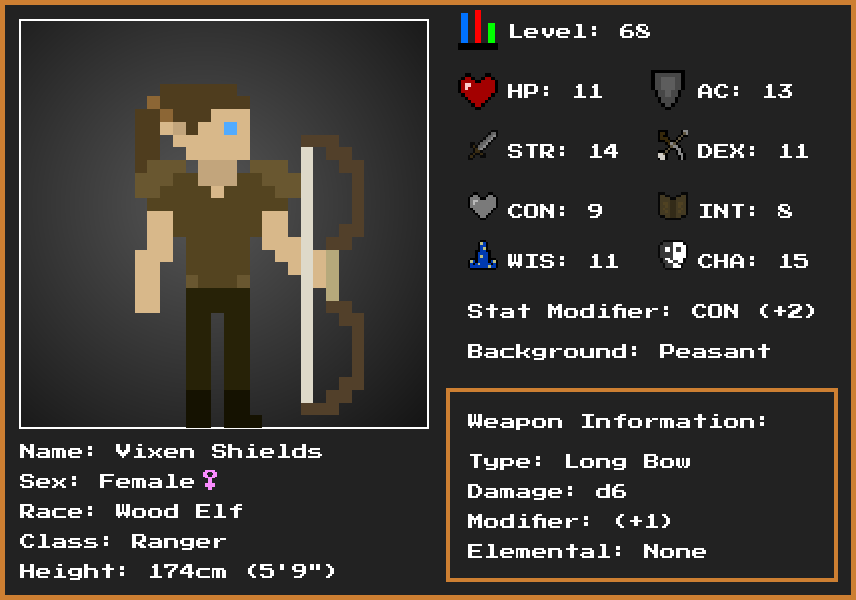 Level: 68
HP: 11 AC: 13
STR: 14 DEX: 11
CON: 9 INT: 8
WIS: 11 CHA: 15
Stat Modifier: CON (+2)
Background: Peasant
Weapon Information:
Type: Long Bow
Damage: d6
Modifier: (+1)
Elemental: None
Name: Vixen Shields
Sex: Female♀
Race: Wood Elf
Class: Ranger
Height: 174cm (5'9")